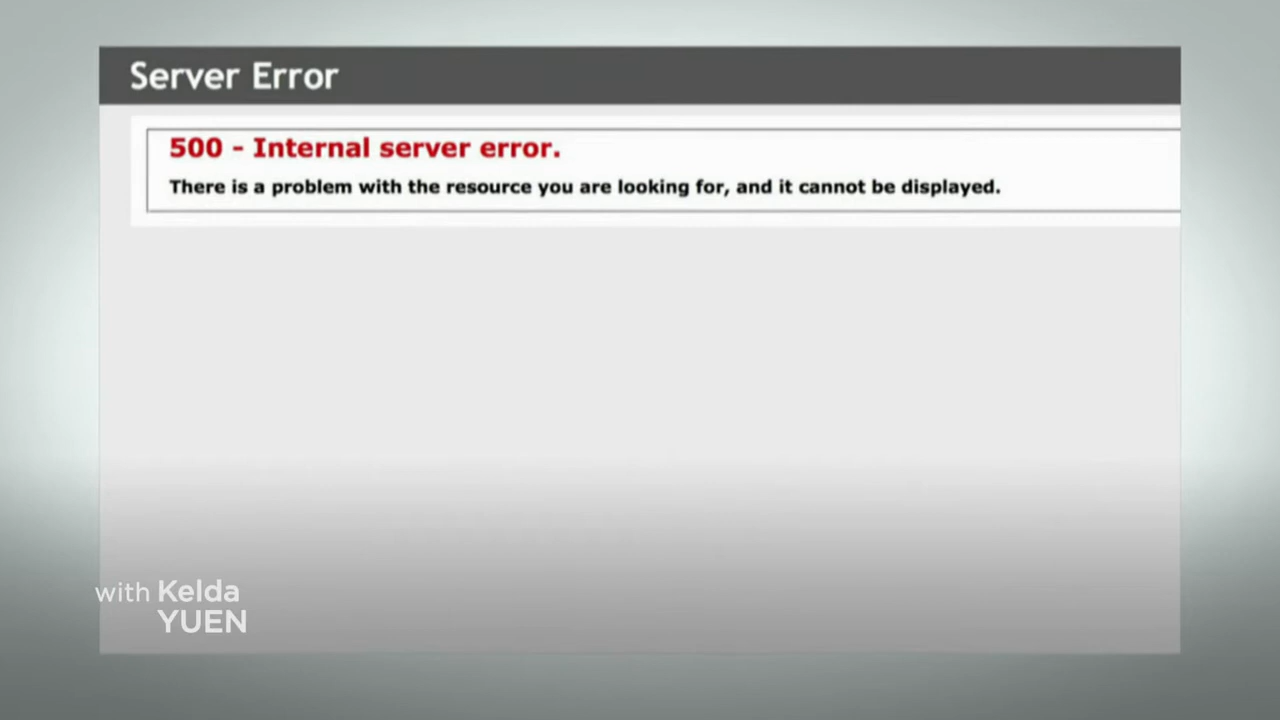 Server Error
500 - Internal server error.
There is a problem with the resource you are looking for, and it cannot be displayed.
with Kelda
YUEN